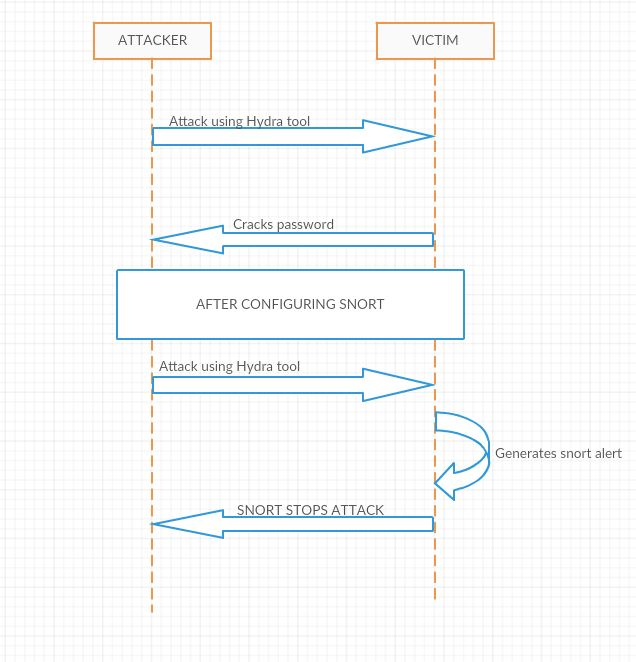 ATTACKER
VICTIM
Attack using Hydra tool
Cracks password
AFTER CONFIGURING SNORT
Attack using Hydra tool
Generates snort alert
SNORT STOPS ATTACK